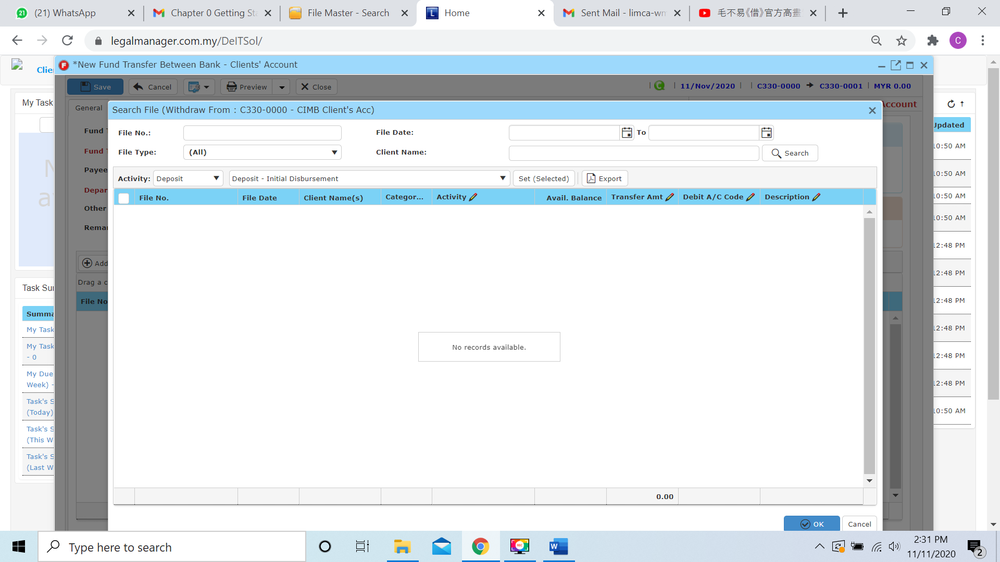 (21) WhatsApp
Chapter 0 Getting Sta
File Master - Search
Home
Sent Mail - limca-wm
毛不易《借》官方高畫
legalmanager.com.my/DeITSol/
C
Clie
*New Fund Transfer Between Bank - Clients' Account
Save
Cancel
Preview
Close
11/Nov/2020
C330-0000
C330-0001
MYR 0.00
My Task
General
Account
Search File (Withdraw From : C330-0000 - CIMB Client's Acc)
Fund T
File No.:
File Date:
To
Updated
Fund T
File Type:
(All)
Client Name:
Search
10:50 AM
Payee
Activity:
Deposit
Deposit - Initial Disbursement
Set (Selected)
Export
10:50 AM
Depar
File No.
File Date
Client Name(s)
Categor...
Activity
Avail. Balance
Transfer Amt
Debit A/C Code
Description
10:50 AM
Other
10:50 AM
Remar
12:48 PM
Add
12:48 PM
Drag a c
Task Sum
File No
12:48 PM
Summa
My Task
12:48 PM
My Task
- 0
No records available.
12:48 PM
My Due
Week) -
12:48 PM
Task's S
(Today)
10:50 AM
Task's S
(This W
Task's S
(Last W
0.00
OK
Cancel
Type here to search
2:31 PM
11/11/2020
2